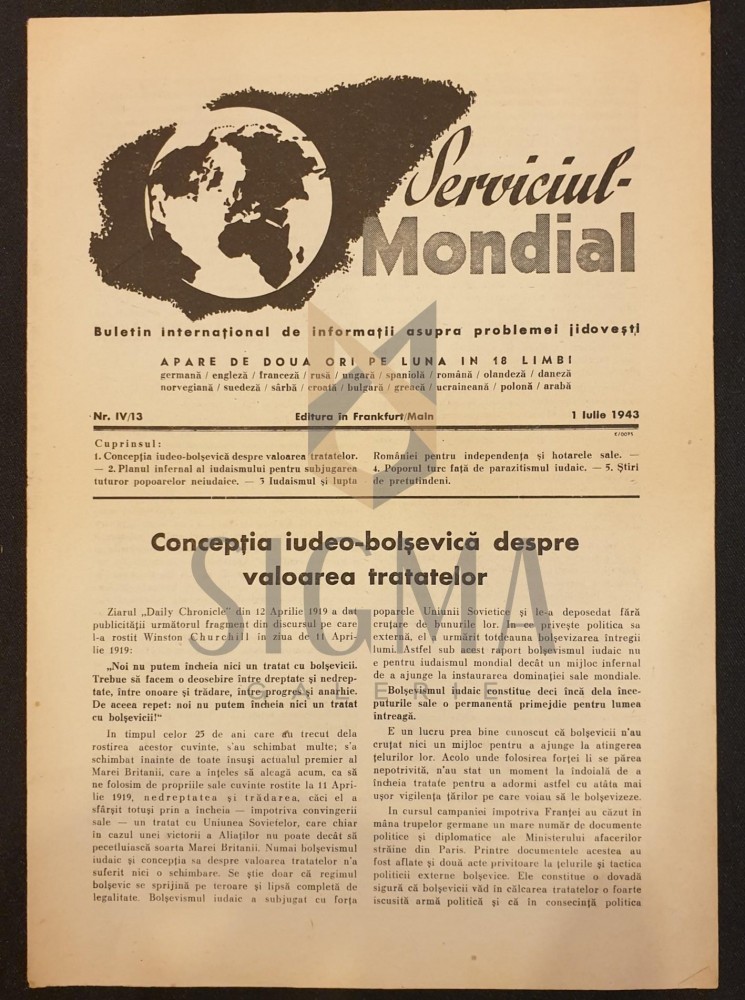 Serviciul-
Mondial
Buletin internațional de informații asupra problemei jidovești
APARE DE DOUA ORI PE LUNA IN 18 LIMBI
germană / engleză / franceză / rusă / ungară / spaniolă / română / olandeză / daneză
norvegiană / suedeză / sârbă / croată / bulgară / greacă / ucraineană / polonă / arabă
Nr. IV/13 Editura în Frankfurt/Main 1 Iulie 1943
Cuprinsul:
1. Concepția iudeo-bolșevică despre valoarea tratatelor.
— 2. Planul infernal al iudaismului pentru subjugarea
tuturor popoarelor neiudaice. — 3 Iudaismul și lupta
României pentru independența și hotarele sale. —
4. Poporul turc față de parazitismul iudaic. — 5. Știri
de pretutindeni.
Concepția iudeo-bolșevică despre
valoarea tratatelor
Ziarul „Daily Chronicle" din 12 Aprilie 1919 a dat
publicității următorul fragment din discursul pe care
l-a rostit Winston Churchill în ziua de 11 Apri-
lie 1919:
„Noi nu putem încheia nici un tratat cu bolșevicii.
Trebue să facem o deosebire între dreptate și nedrep-
tate, între onoare și trădare, între progres și anarhie.
De aceea repet: noi nu putem încheia nici un tratat
cu bolșevicii!"
In timpul celor 25 de ani care au trecut dela
rostirea acestor cuvinte, s'au schimbat multe; s'a
schimbat înainte de toate însuși actualul premier al
Marei Britanii, care a înțeles să aleagă acum, ca să
ne folosim de propriile sale cuvinte rostite la 11 Apri-
lie 1919, nedreptatea și trădarea, căci el a
sfârșit totuși prin a încheia — împotriva convingerii
sale — un tratat cu Uniunea Sovietelor, care chiar
în cazul unei victorii a Aliaților nu poate decât să
pecetluiască soarta Marei Britanii. Numai bolșevismul
iudaic și concepția sa despre valoarea tratatelor n'a
suferit nici o schimbare. Se știe doar că regimul
bolșevic se sprijină pe teroare și lipsă completă de
legalitate. Bolșevismul iudaic a subjugat cu forța
poparele Uniunii Sovietice și le-a deposedat fără
cruțare de bunurile lor. In ce privește politica sa
externă, el a urmărit totdeauna bolșevizarea întregii
lumi. Astfel sub acest raport bolșevismul iudaic nu
e pentru iudaismul mondial decât un mijloc infernal
de a ajunge la instaurarea dominației sale mondiale.
Bolșevismul iudaic constitue deci încă dela înce-
puturile sale o permanentă primejdie pentru lumea
întreagă.
E un lucru prea bine cunoscut că bolșevicii n'au
cruțat nici un mijloc pentru a ajunge la atingerea
țelurilor lor. Acolo unde folosirea forței li se părea
nepotrivită, n'au stat un moment la îndoială de a
încheia tratate pentru a adormi astfel cu atâta mai
ușor vigilența țărilor pe care voiau să le bolșevizeze.
In cursul campaniei împotriva Franței au căzut în
mâna trupelor germane un mare număr de documente
politice și diplomatice ale Ministerului afacerilor
străine din Paris. Printre documentele acestea au
fost aflate și două acte privitoare la țelurile și tactica
politicii externe bolșevice. Ele constitue o dovadă
sigură că bolșevicii văd în călcarea tratatelor o foarte
iscusită armă politică și că în consecință politica
SIGMA
GALERIE